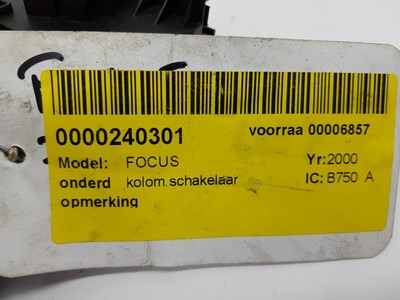 0000240301 voorraa 00006857
Model: FOCUS Yr: 2000
onderd kolom.schakelaar IC: B750 A
opmerking